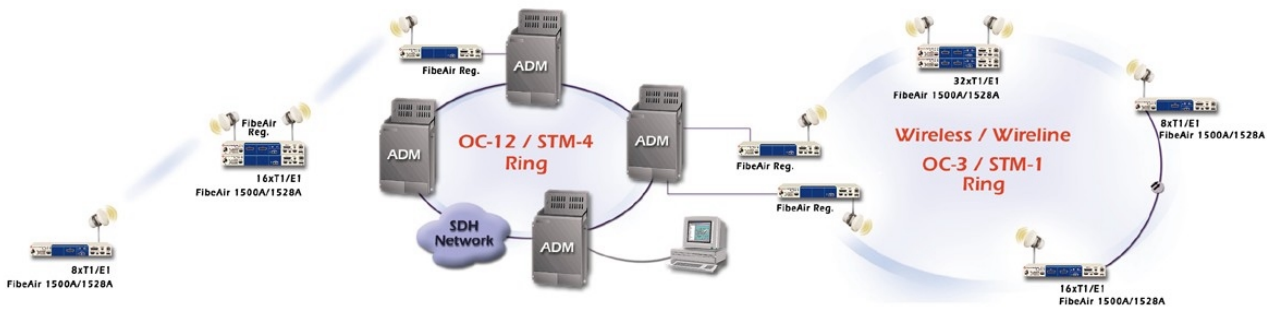 FibeAir Reg.
ADM
FibeAir
Reg.
16xT1/E1
FibeAir 1500A/1528A
8xT1/E1
FibeAir 1500A/1528A
ADM
OC-12 / STM-4
Ring
ADM
SDH
Network
ADM
FibeAir Reg.
FibeAir Reg.
32xT1/E1
FibeAir 1500A/1528A
Wireless / Wireline
OC-3 / STM-1
Ring
8xT1/E1
FibeAir 1500A/1528A
16xT1/E1
FibeAir 1500A/1528A